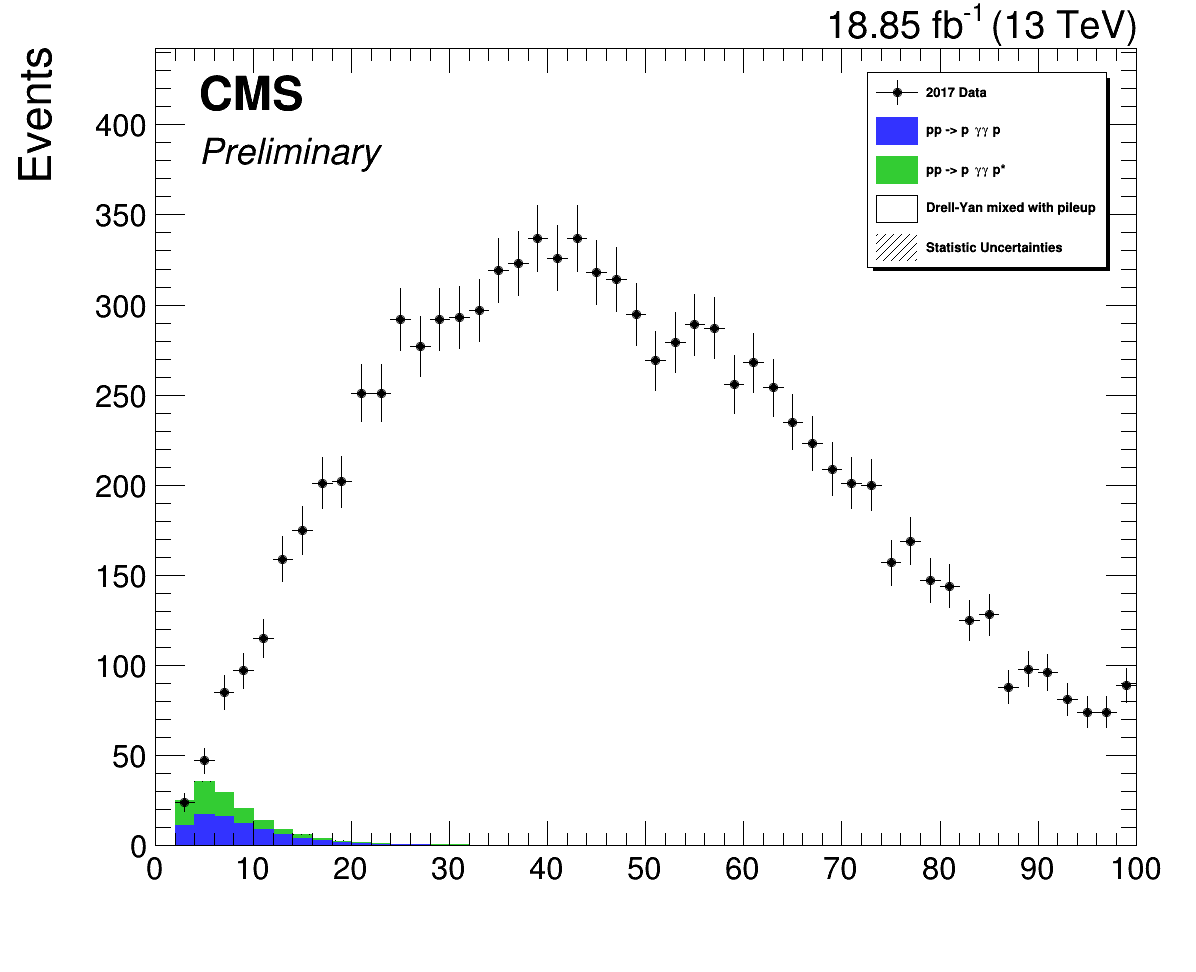 18.85 fb⁻¹ (13 TeV)
Events
CMS
Preliminary
2017 Data
pp -> p γγ p
pp -> p γγ p*
Drell-Yan mixed with pileup
Statistic Uncertainties
400
350
300
250
200
150
100
50
0
0 10 20 30 40 50 60 70 80 90 100